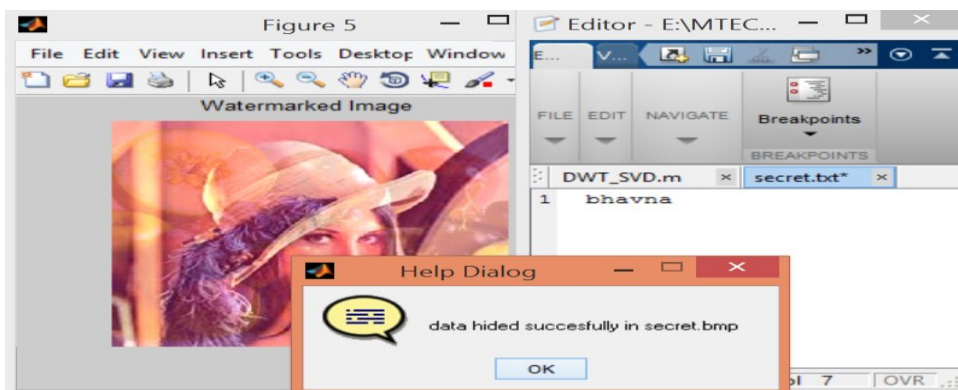 Figure 5
File Edit View Insert Tools Desktop Window
Watermarked Image
Editor - E:\MTEC...
E... V...
FILE EDIT NAVIGATE Breakpoints
BREAKPOINTS
DWT_SVD.m secret.txt*
1 bhavna
Help Dialog
data hided succesfully in secret.bmp
OK
7 OVR